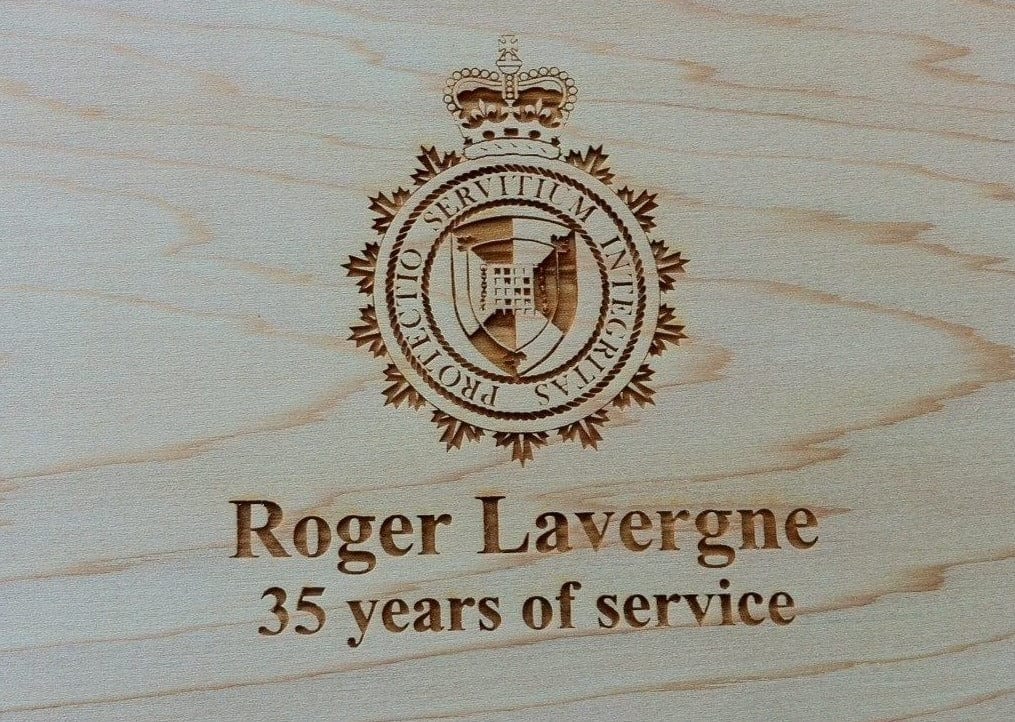 PROTECTIO SERVITIUM INTEGRITAS
Roger Lavergne
35 years of service